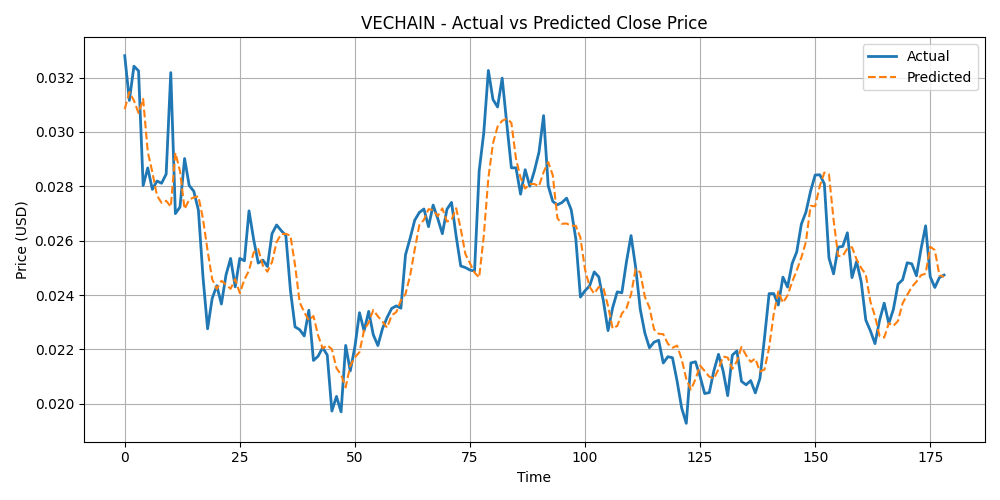 VECHAIN - Actual vs Predicted Close Price
Actual
Predicted
Price (USD)
0.032
0.030
0.028
0.026
0.024
0.022
0.020
0 25 50 75 100 125 150 175
Time